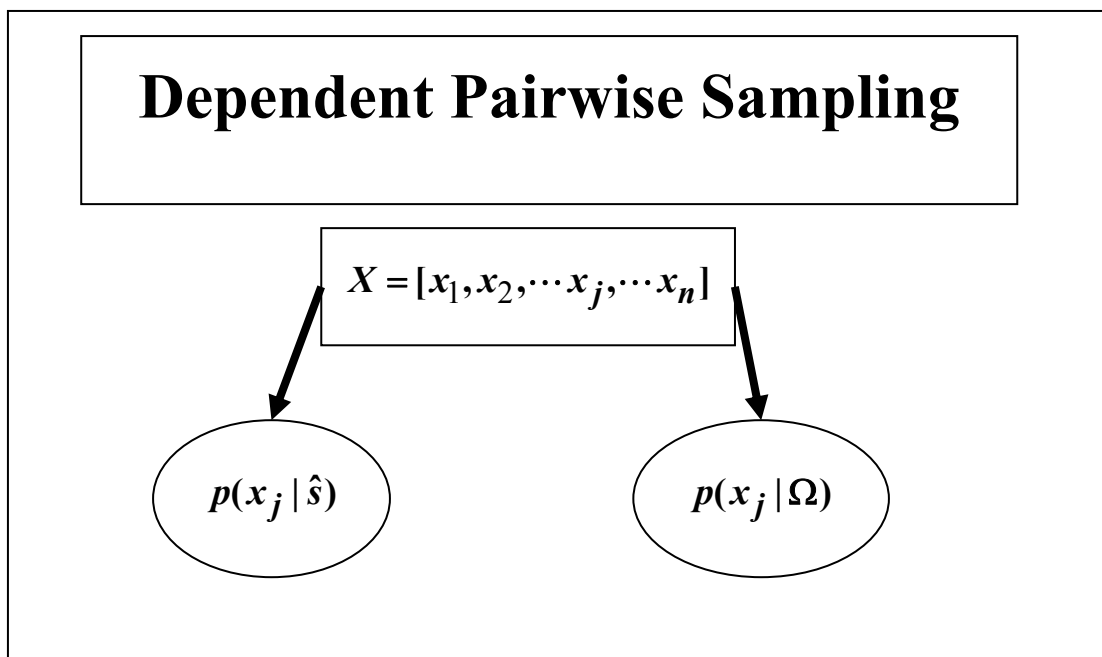 Dependent Pairwise Sampling
X = [x₁, x₂, ⋯ xⱼ, ⋯ xₙ]
p(xⱼ | ŝ) p(xⱼ | Ω)